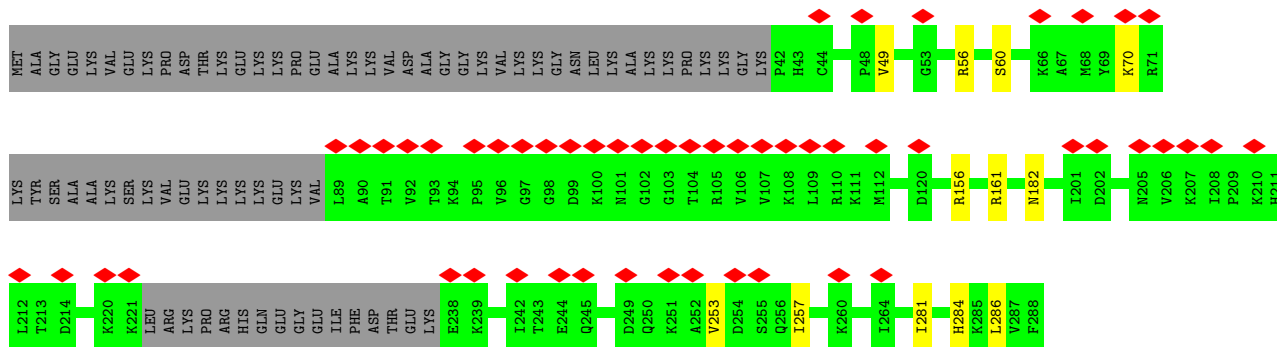 MET ALA GLY GLU LYS VAL GLU LYS PRO ASP THR LYS GLU LYS LYS PRO GLU ALA LYS LYS VAL ASP ALA GLY GLY LYS VAL LYS LYS GLY ASN LEU LYS ALA LYS LYS PRO LYS LYS GLY LYS P42 H43 C44 P48 V49 G53 R56 S60 K66 A67 M68 Y69 K70 R71
LYS TYR SER ALA ALA LYS SER LYS VAL GLU LYS LYS LYS LYS GLU LYS VAL L89 A90 T91 V92 T93 K94 P95 V96 G97 G98 D99 K100 N101 G102 G103 T104 R105 V106 V107 K108 L109 R110 K111 M112 D120 R156 R161 N182 I201 D202 N205 V206 K207 I208 P209 K210 H211
L212 T213 D214 K220 K221 LEU ARG LYS PRO ARG HIS GLN GLU GLY GLU ILE PHE ASP THR GLU LYS E238 K239 I242 T243 E244 Q245 D249 Q250 K251 A252 V253 D254 S255 Q256 I257 K260 I264 I281 H284 K285 L286 V287 F288